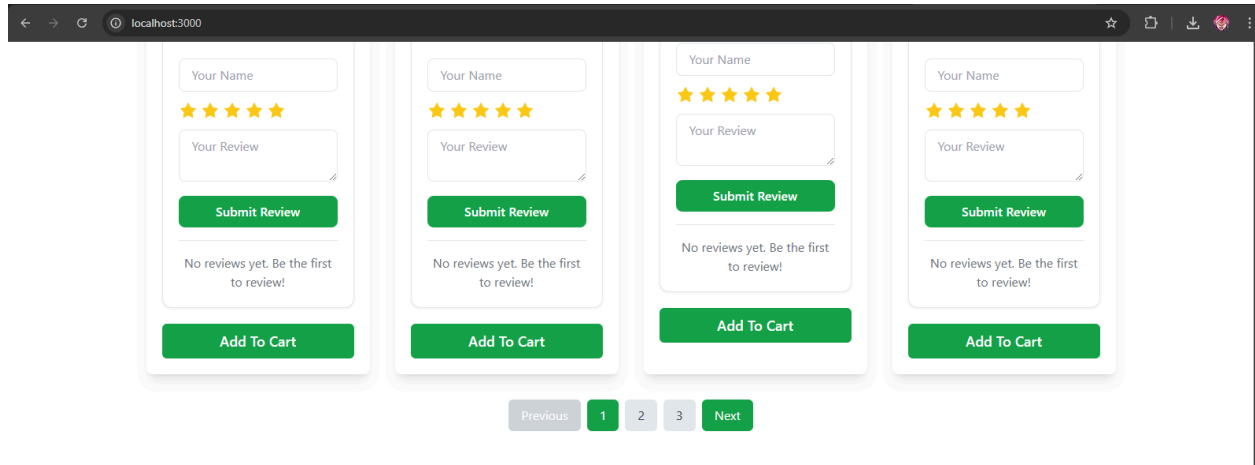 localhost:3000
Your Name
Your Review
Submit Review
No reviews yet. Be the first
to review!
Add To Cart
Your Name
Your Review
Submit Review
No reviews yet. Be the first
to review!
Add To Cart
Your Name
Your Review
Submit Review
No reviews yet. Be the first
to review!
Add To Cart
Your Name
Your Review
Submit Review
No reviews yet. Be the first
to review!
Add To Cart
Previous 1 2 3 Next